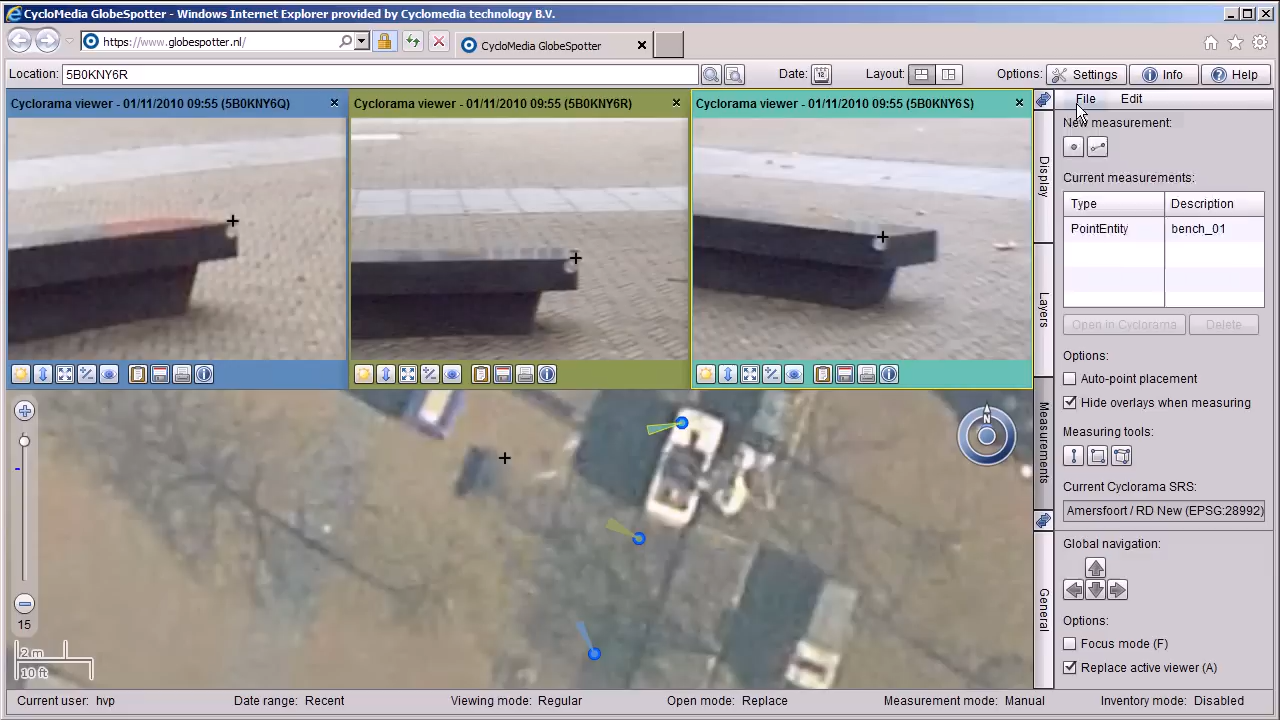 CycloMedia GlobeSpotter - Windows Internet Explorer provided by Cyclomedia technology B.V.
https://www.globespotter.nl/
CycloMedia GlobeSpotter
Location: 5B0KNY6R Date: 12 Layout: Options: Settings Info Help
Cyclorama viewer - 01/11/2010 09:55 (5B0KNY6Q)
Cyclorama viewer - 01/11/2010 09:55 (5B0KNY6R)
Cyclorama viewer - 01/11/2010 09:55 (5B0KNY6S)
Display
Layers
Measurements
General
File Edit
New measurement:
Current measurements:
Type Description
PointEntity bench_01
Open in Cyclorama Delete
Options:
Auto-point placement
Hide overlays when measuring
Measuring tools:
Current Cyclorama SRS:
Amersfoort / RD New (EPSG:28992)
Global navigation:
Options:
Focus mode (F)
Replace active viewer (A)
N
15
2 m
10 ft
Current user: hvp Date range: Recent Viewing mode: Regular Open mode: Replace Measurement mode: Manual Inventory mode: Disabled